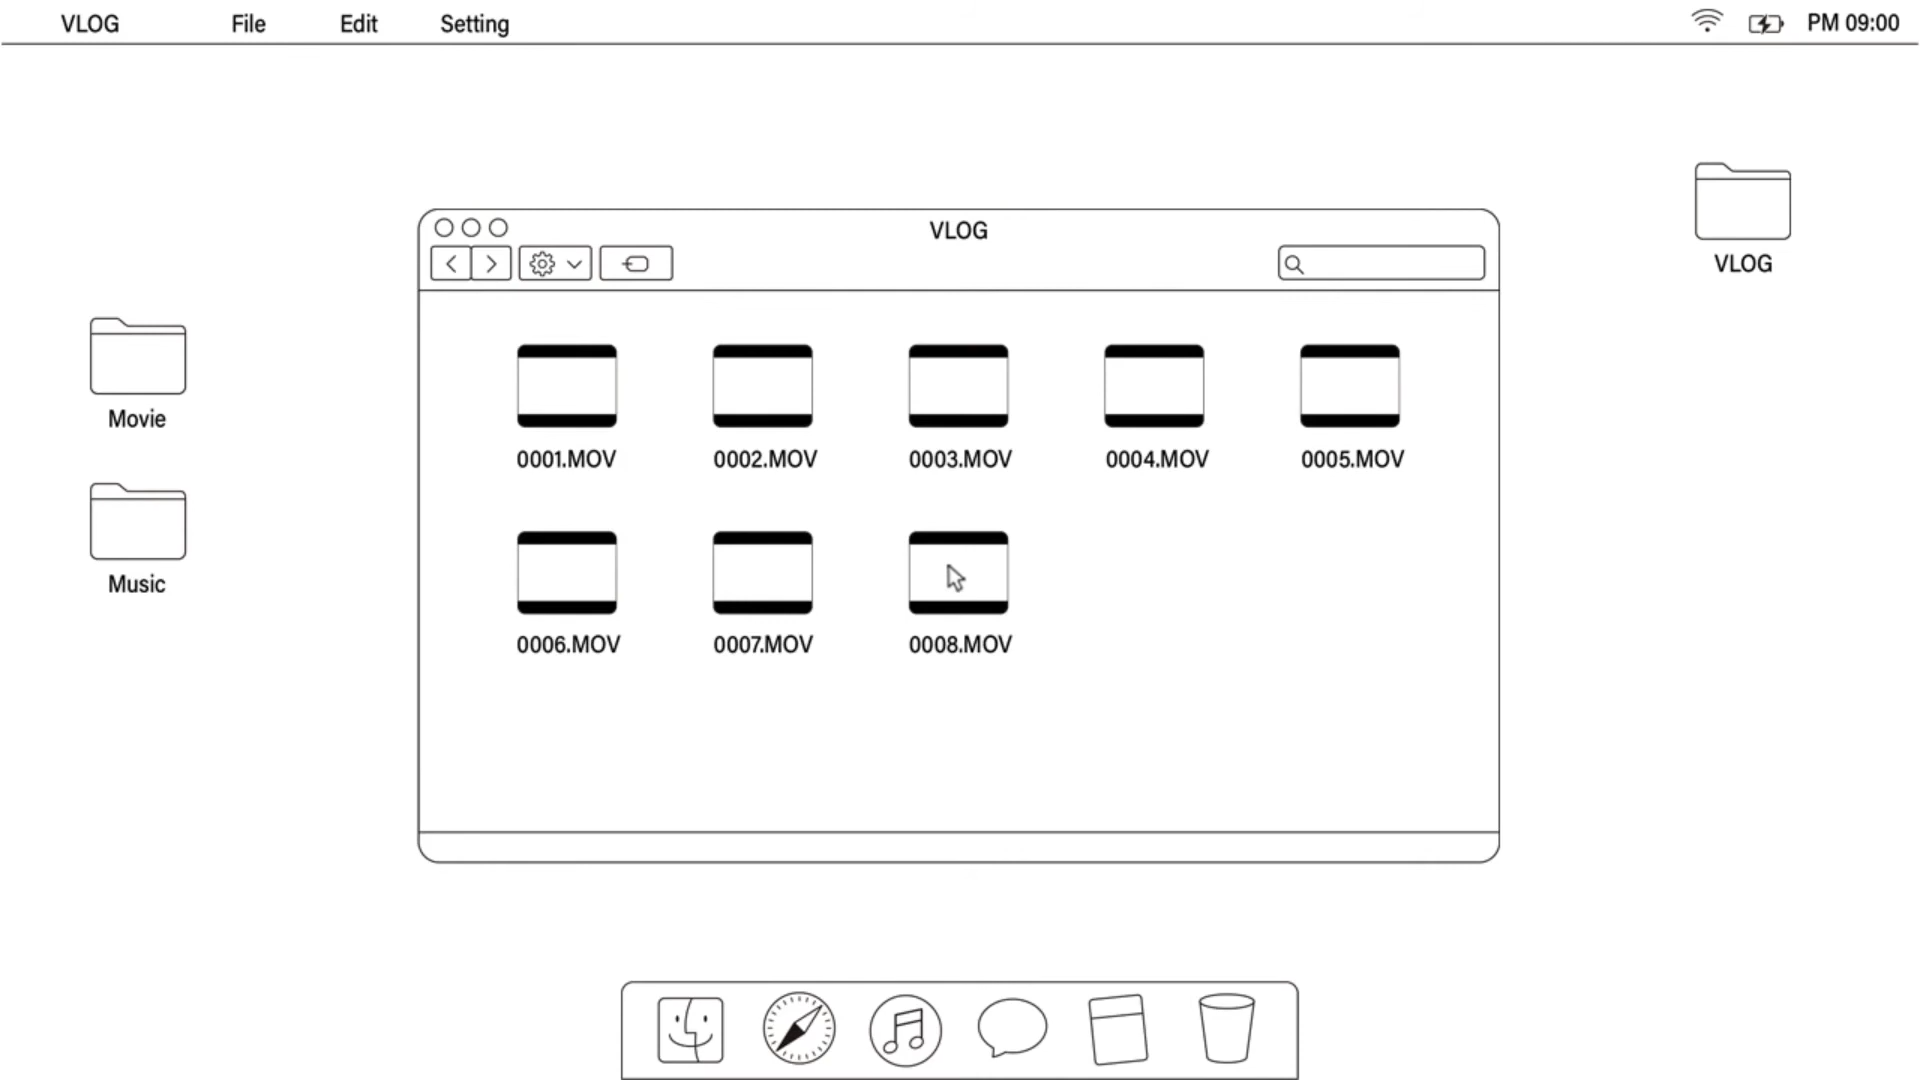 VLOG File Edit Setting PM 09:00
VLOG
VLOG
Movie
Music
0001.MOV 0002.MOV 0003.MOV 0004.MOV 0005.MOV
0006.MOV 0007.MOV 0008.MOV